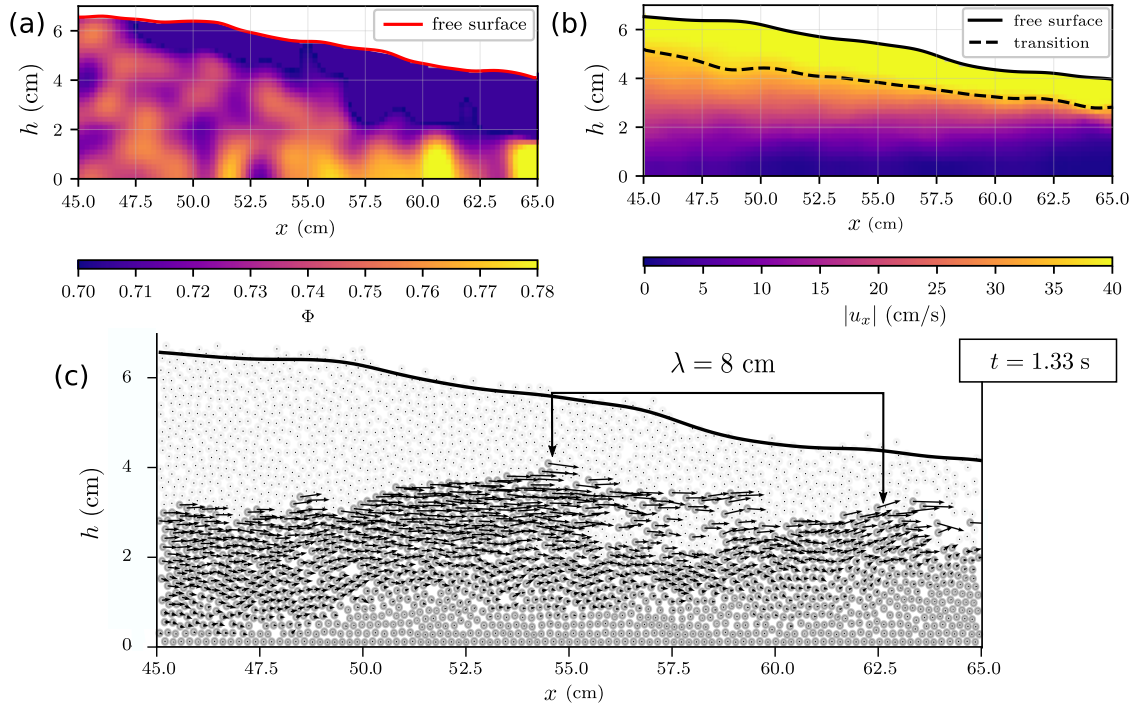 (a)
free surface
6
4
2
0
h (cm)
45.0 47.5 50.0 52.5 55.0 57.5 60.0 62.5 65.0
x (cm)
0.70 0.71 0.72 0.73 0.74 0.75 0.76 0.77 0.78
Φ
(b)
free surface
transition
6
4
2
0
h (cm)
45.0 47.5 50.0 52.5 55.0 57.5 60.0 62.5 65.0
x (cm)
0 5 10 15 20 25 30 35 40
|u_x| (cm/s)
(c)
λ = 8 cm
t = 1.33 s
6
4
2
0
h (cm)
45.0 47.5 50.0 52.5 55.0 57.5 60.0 62.5 65.0
x (cm)